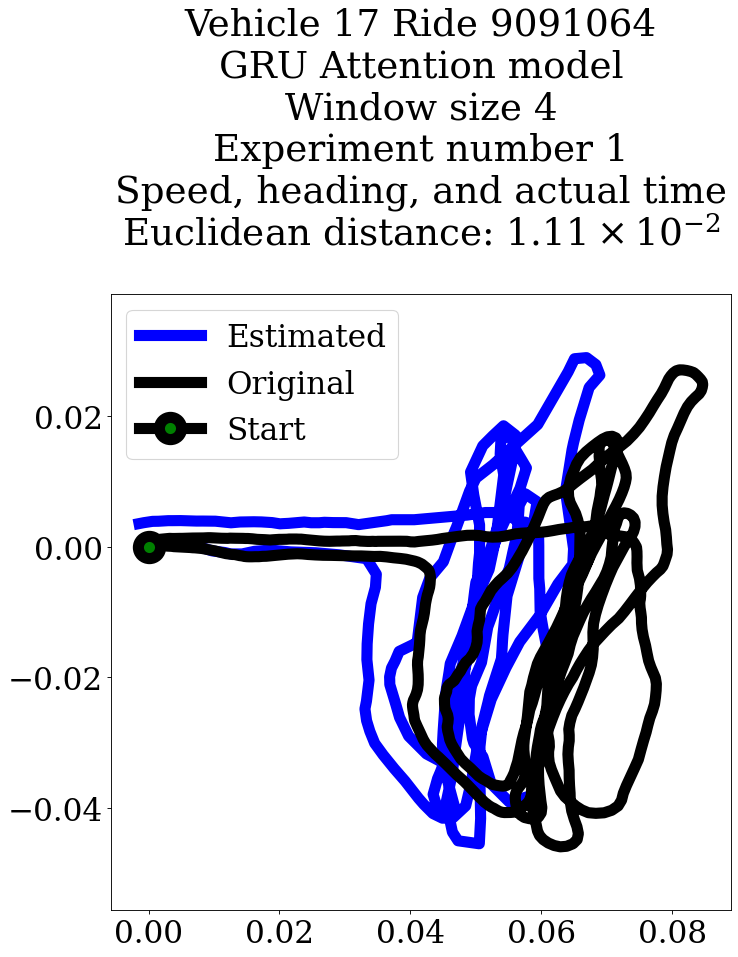 Vehicle 17 Ride 9091064
GRU Attention model
Window size 4
Experiment number 1
Speed, heading, and actual time
Euclidean distance: 1.11 × 10⁻²
Estimated
Original
Start
0.02
0.00
−0.02
−0.04
0.00 0.02 0.04 0.06 0.08